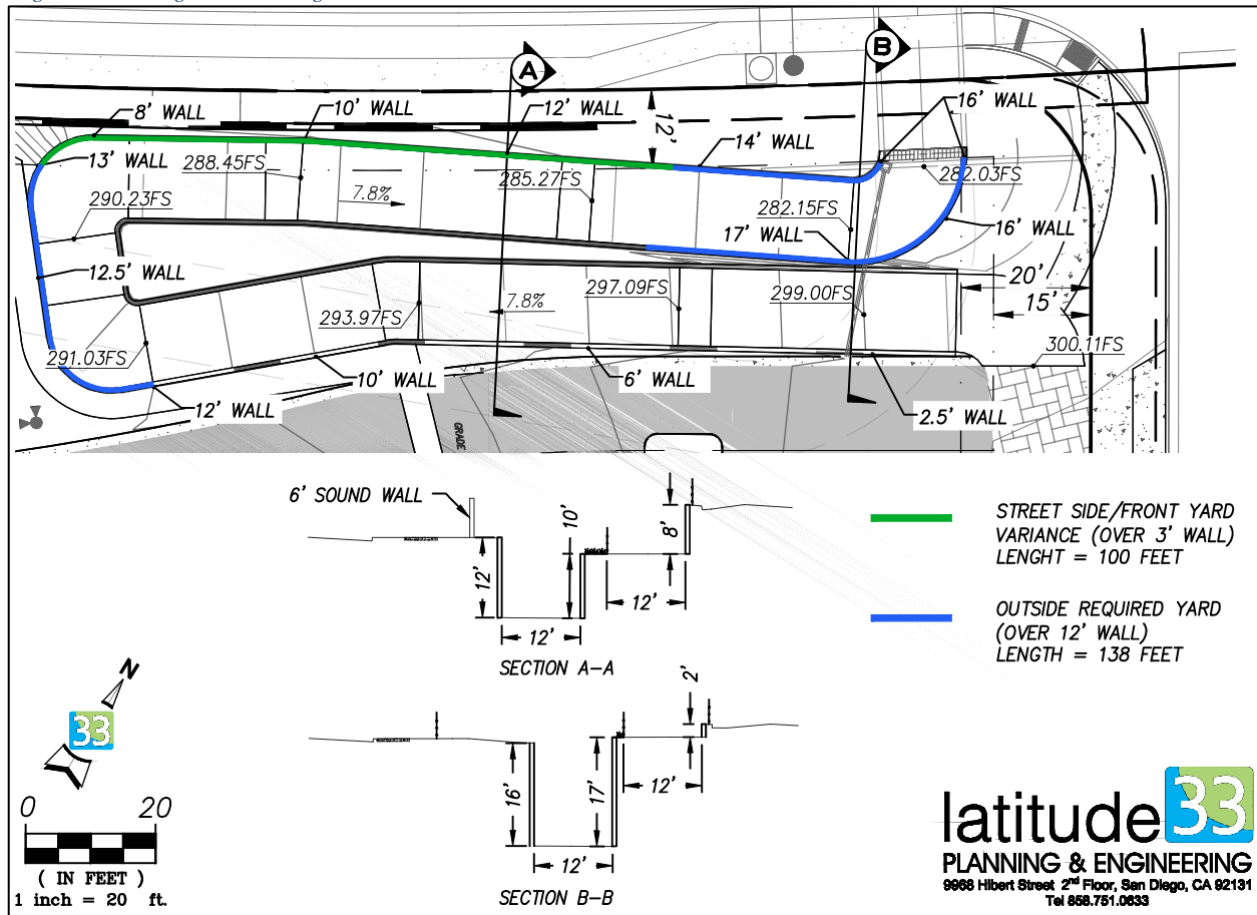 A
B
8' WALL
10' WALL
12' WALL
16' WALL
12'
14' WALL
13' WALL
288.45FS
285.27FS
282.03FS
290.23FS
7.8%
282.15FS
17' WALL
16' WALL
12.5' WALL
20'
15'
297.09FS
299.00FS
293.97FS
7.8%
291.03FS
300.11FS
10' WALL
6' WALL
12' WALL
2.5' WALL
GRADE
6' SOUND WALL
10'
8'
12'
12'
12'
SECTION A-A
STREET SIDE/FRONT YARD
VARIANCE (OVER 3' WALL)
LENGHT = 100 FEET
OUTSIDE REQUIRED YARD
(OVER 12' WALL)
LENGTH = 138 FEET
2'
16'
17'
12'
12'
SECTION B-B
N
33
0 20
( IN FEET )
1 inch = 20 ft.
latitude 33
PLANNING & ENGINEERING
9968 Hibert Street 2nd Floor, San Diego, CA 92131
Tel 858.751.0633